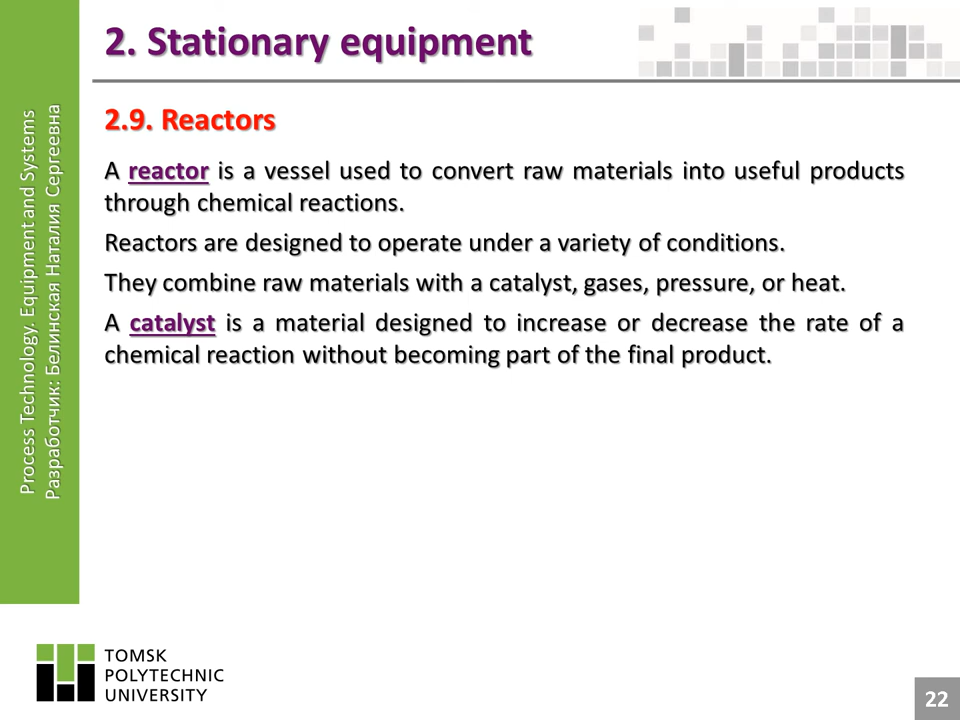 2. Stationary equipment
2.9. Reactors
A reactor is a vessel used to convert raw materials into useful products
through chemical reactions.
Reactors are designed to operate under a variety of conditions.
They combine raw materials with a catalyst, gases, pressure, or heat.
A catalyst is a material designed to increase or decrease the rate of a
chemical reaction without becoming part of the final product.
Process Technology. Equipment and Systems
Разработчик: Белинская Наталия Сергеевна
TOMSK
POLYTECHNIC
UNIVERSITY
22